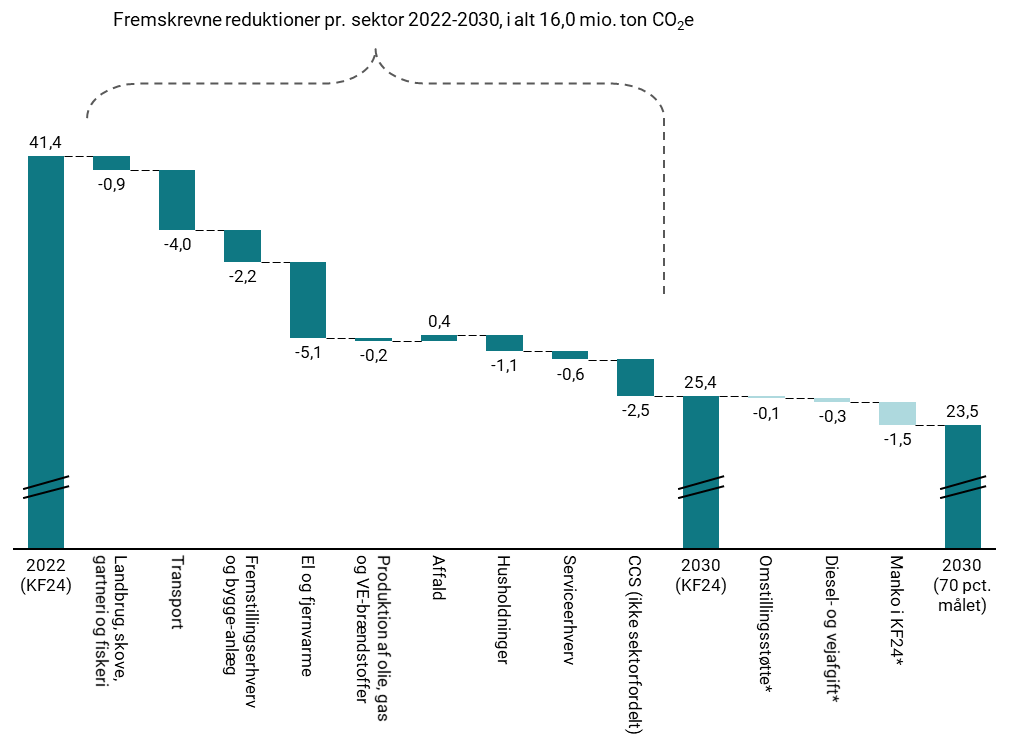 Fremskrevne reduktioner pr. sektor 2022-2030, i alt 16,0 mio. ton CO₂e
41,4
-0,9
-4,0
-2,2
-5,1
-0,2
0,4
-1,1
-0,6
-2,5
25,4
-0,1
-0,3
-1,5
23,5
2022
(KF24)
Landbrug, skove,
gartneri og fiskeri
Transport
Fremstillingserhverv
og bygge-anlæg
El og fjernvarme
Produktion af olie, gas
og VE-brændstoffer
Affald
Husholdninger
Serviceerhverv
CCS (ikke sektorfordelt)
2030
(KF24)
Omstillingsstøtte*
Diesel- og vejafgift*
Manko i KF24*
2030
(70 pct.
målet)